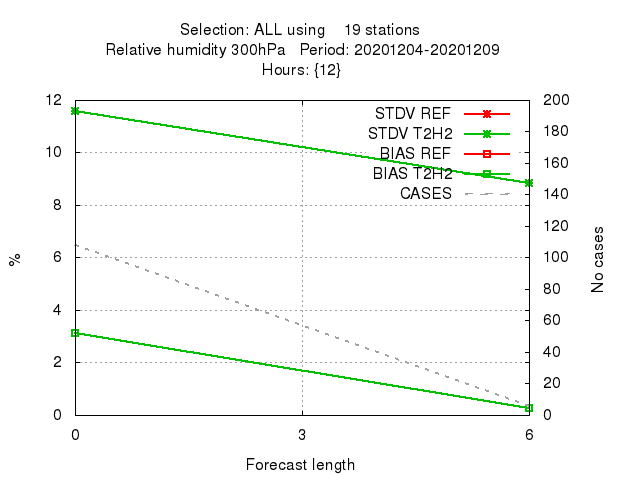 Selection: ALL using 19 stations
Relative humidity 300hPa Period: 20201204-20201209
Hours: {12}
STDV REF
STDV T2H2
BIAS REF
BIAS T2H2
CASES
12
10
8
6
4
2
0
%
200
180
160
140
120
100
80
60
40
20
0
No cases
0 3 6
Forecast length